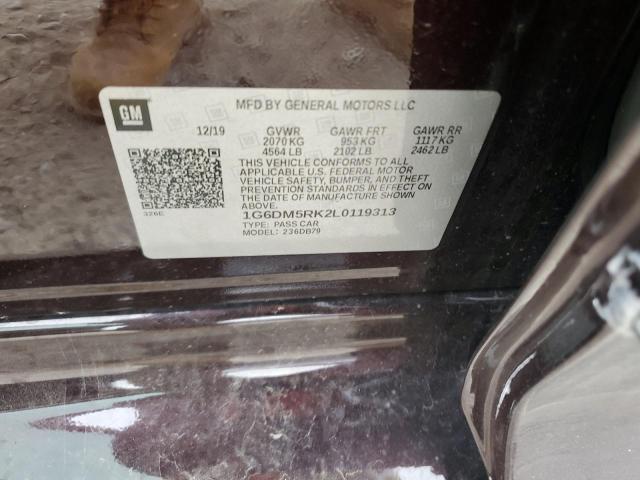 GM
MFD BY GENERAL MOTORS LLC
12/19 GVWR GAWR FRT GAWR RR
2070 KG 953 KG 1117 KG
4564 LB 2102 LB 2462 LB
THIS VEHICLE CONFORMS TO ALL
APPLICABLE U.S. FEDERAL MOTOR
VEHICLE SAFETY, BUMPER, AND THEFT
PREVENTION STANDARDS IN EFFECT ON
THE DATE OF MANUFACTURE SHOWN
ABOVE.
326E
1G6DM5RK2L0119313
TYPE: PASS CAR
MODEL: 236DB79